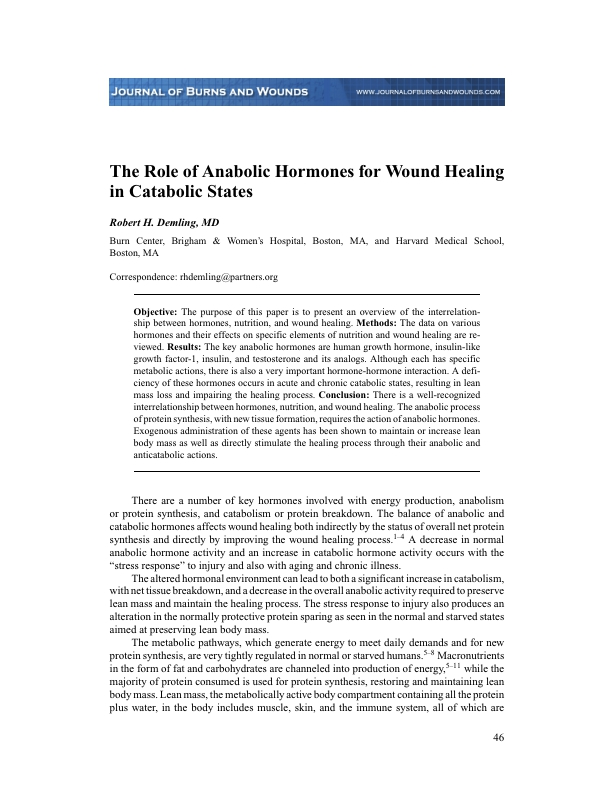 JOURNAL OF BURNS AND WOUNDS
WWW.JOURNALOFBURNSANDWOUNDS.COM
The Role of Anabolic Hormones for Wound Healing
in Catabolic States
Robert H. Demling, MD
Burn Center, Brigham & Women's Hospital, Boston, MA, and Harvard Medical School,
Boston, MA
Correspondence: rhdemling@partners.org
Objective: The purpose of this paper is to present an overview of the interrelation-
ship between hormones, nutrition, and wound healing. Methods: The data on various
hormones and their effects on specific elements of nutrition and wound healing are re-
viewed. Results: The key anabolic hormones are human growth hormone, insulin-like
growth factor-1, insulin, and testosterone and its analogs. Although each has specific
metabolic actions, there is also a very important hormone-hormone interaction. A defi-
ciency of these hormones occurs in acute and chronic catabolic states, resulting in lean
mass loss and impairing the healing process. Conclusion: There is a well-recognized
interrelationship between hormones, nutrition, and wound healing. The anabolic process
of protein synthesis, with new tissue formation, requires the action of anabolic hormones.
Exogenous administration of these agents has been shown to maintain or increase lean
body mass as well as directly stimulate the healing process through their anabolic and
anticatabolic actions.
There are a number of key hormones involved with energy production, anabolism
or protein synthesis, and catabolism or protein breakdown. The balance of anabolic and
catabolic hormones affects wound healing both indirectly by the status of overall net protein
synthesis and directly by improving the wound healing process.1–4 A decrease in normal
anabolic hormone activity and an increase in catabolic hormone activity occurs with the
"stress response" to injury and also with aging and chronic illness.
The altered hormonal environment can lead to both a significant increase in catabolism,
with net tissue breakdown, and a decrease in the overall anabolic activity required to preserve
lean mass and maintain the healing process. The stress response to injury also produces an
alteration in the normally protective protein sparing as seen in the normal and starved states
aimed at preserving lean body mass.
The metabolic pathways, which generate energy to meet daily demands and for new
protein synthesis, are very tightly regulated in normal or starved humans.5–8 Macronutrients
in the form of fat and carbohydrates are channeled into production of energy,5–11 while the
majority of protein consumed is used for protein synthesis, restoring and maintaining lean
body mass. Lean mass, the metabolically active body compartment containing all the protein
plus water, in the body includes muscle, skin, and the immune system, all of which are
46